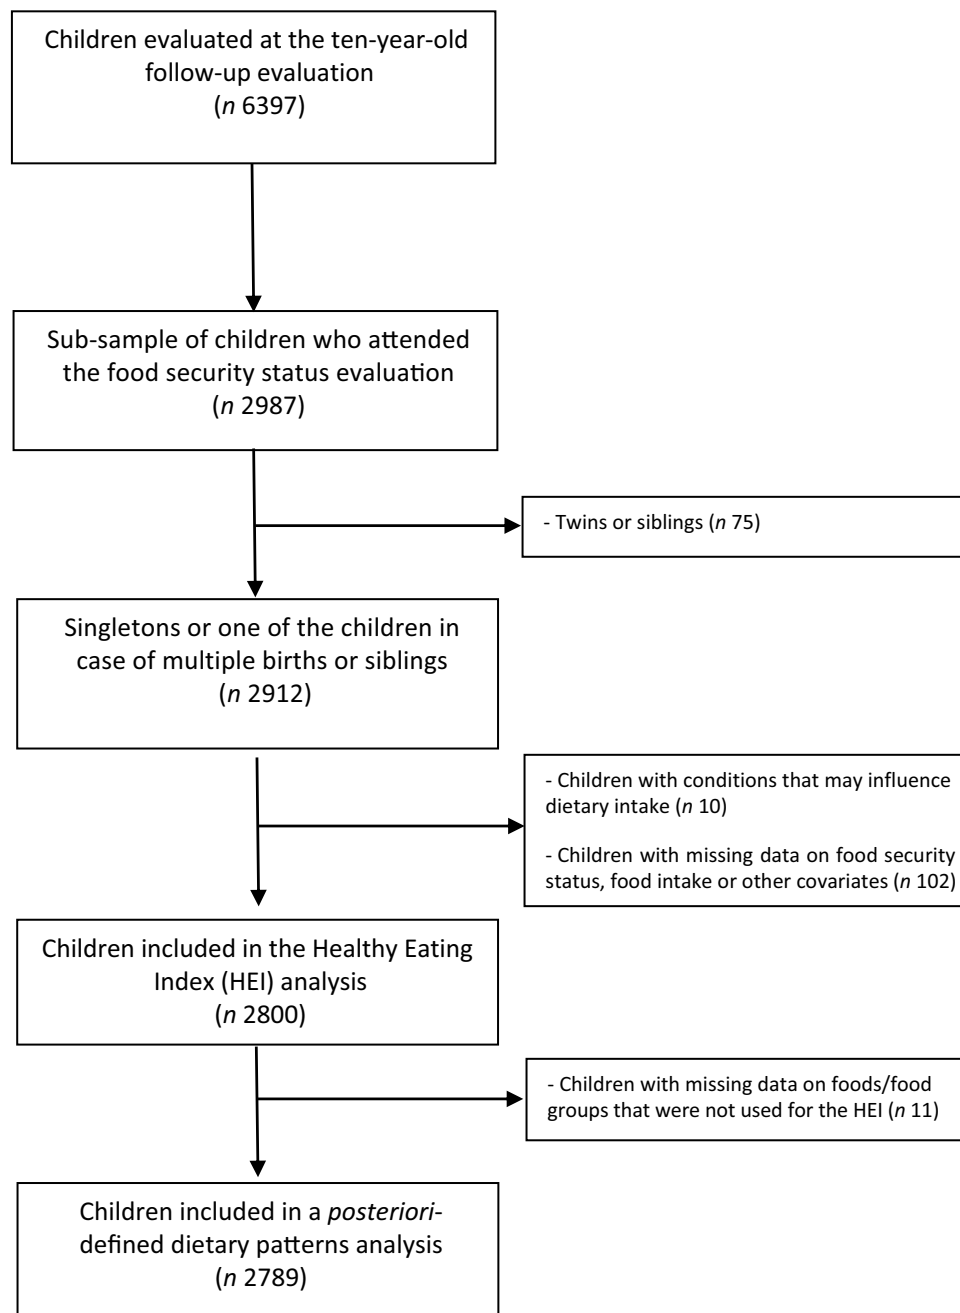 Children evaluated at the ten-year-old
follow-up evaluation
(n 6397)
Sub-sample of children who attended
the food security status evaluation
(n 2987)
- Twins or siblings (n 75)
Singletons or one of the children in
case of multiple births or siblings
(n 2912)
- Children with conditions that may influence
dietary intake (n 10)
- Children with missing data on food security
status, food intake or other covariates (n 102)
Children included in the Healthy Eating
Index (HEI) analysis
(n 2800)
- Children with missing data on foods/food
groups that were not used for the HEI (n 11)
Children included in a posteriori-
defined dietary patterns analysis
(n 2789)